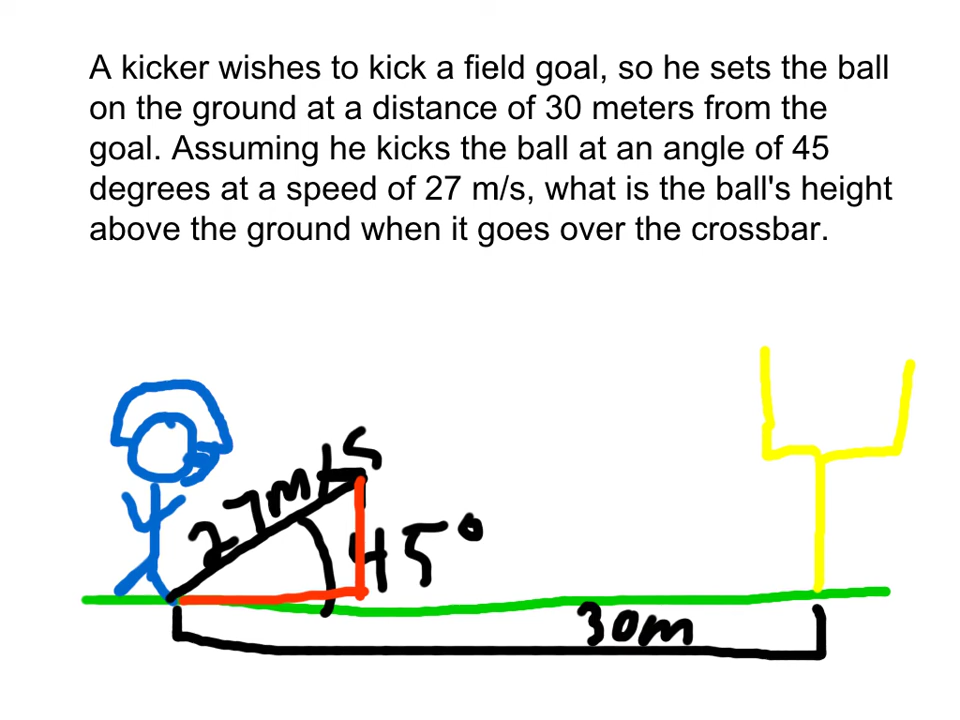 A kicker wishes to kick a field goal, so he sets the ball
on the ground at a distance of 30 meters from the
goal. Assuming he kicks the ball at an angle of 45
degrees at a speed of 27 m/s, what is the ball's height
above the ground when it goes over the crossbar.
27m/s
45°
30m